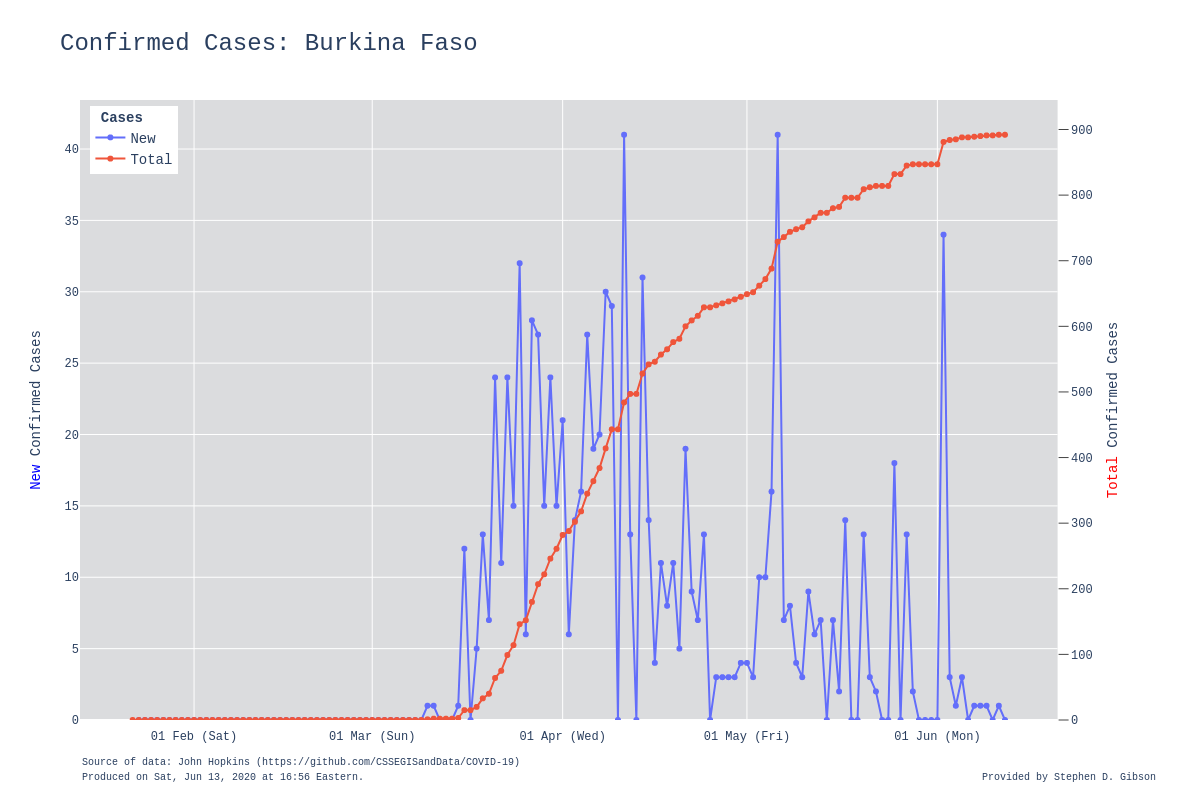 Confirmed Cases: Burkina Faso
Cases
New
Total
40
35
30
25
20
15
10
5
0
New Confirmed Cases
900
800
700
600
500
400
300
200
100
0
Total Confirmed Cases
01 Feb (Sat)
01 Mar (Sun)
01 Apr (Wed)
01 May (Fri)
01 Jun (Mon)
Source of data: John Hopkins (https://github.com/CSSEGISandData/COVID-19)
Produced on Sat, Jun 13, 2020 at 16:56 Eastern.
Provided by Stephen D. Gibson